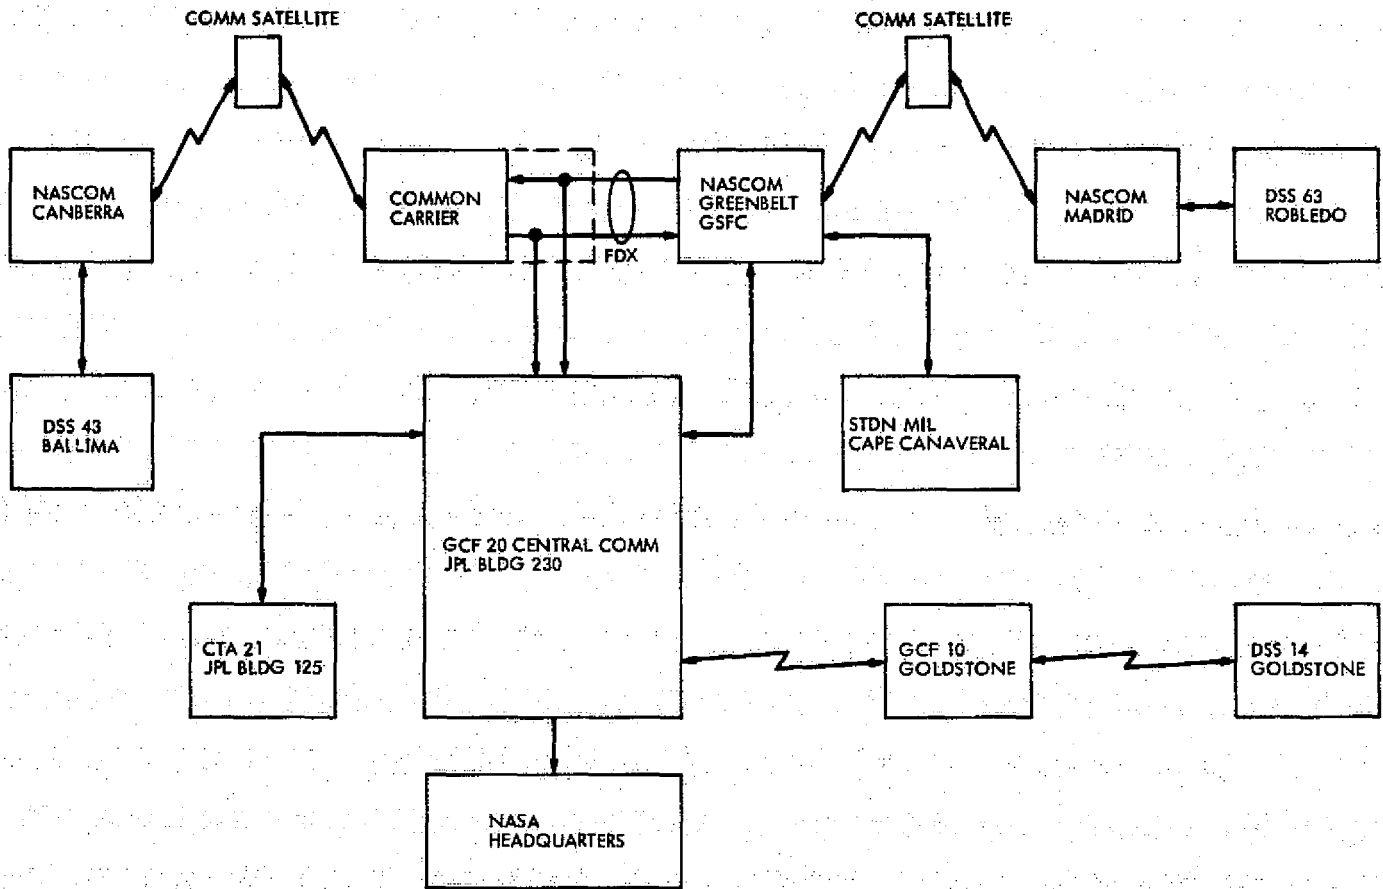 COMM SATELLITE
COMM SATELLITE
NASCOM
CANBERRA
COMMON
CARRIER
FDX
NASCOM
GREENBELT
GSFC
NASCOM
MADRID
DSS 63
ROBLEDO
DSS 43
BALLIMA
STDN MIL
CAPE CANAVERAL
GCF 20 CENTRAL COMM
JPL BLDG 230
CTA 21
JPL BLDG 125
GCF 10
GOLDSTONE
DSS 14
GOLDSTONE
NASA
HEADQUARTERS